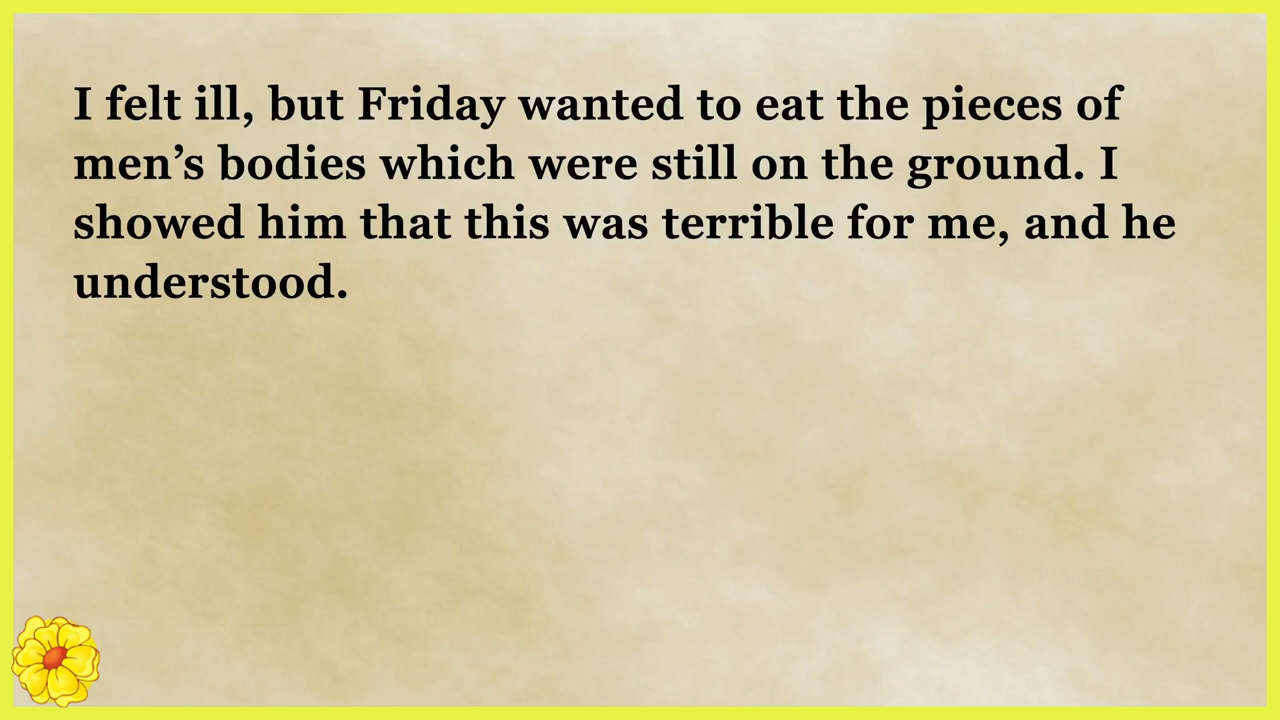 I felt ill, but Friday wanted to eat the pieces of
men’s bodies which were still on the ground. I
showed him that this was terrible for me, and he
understood.